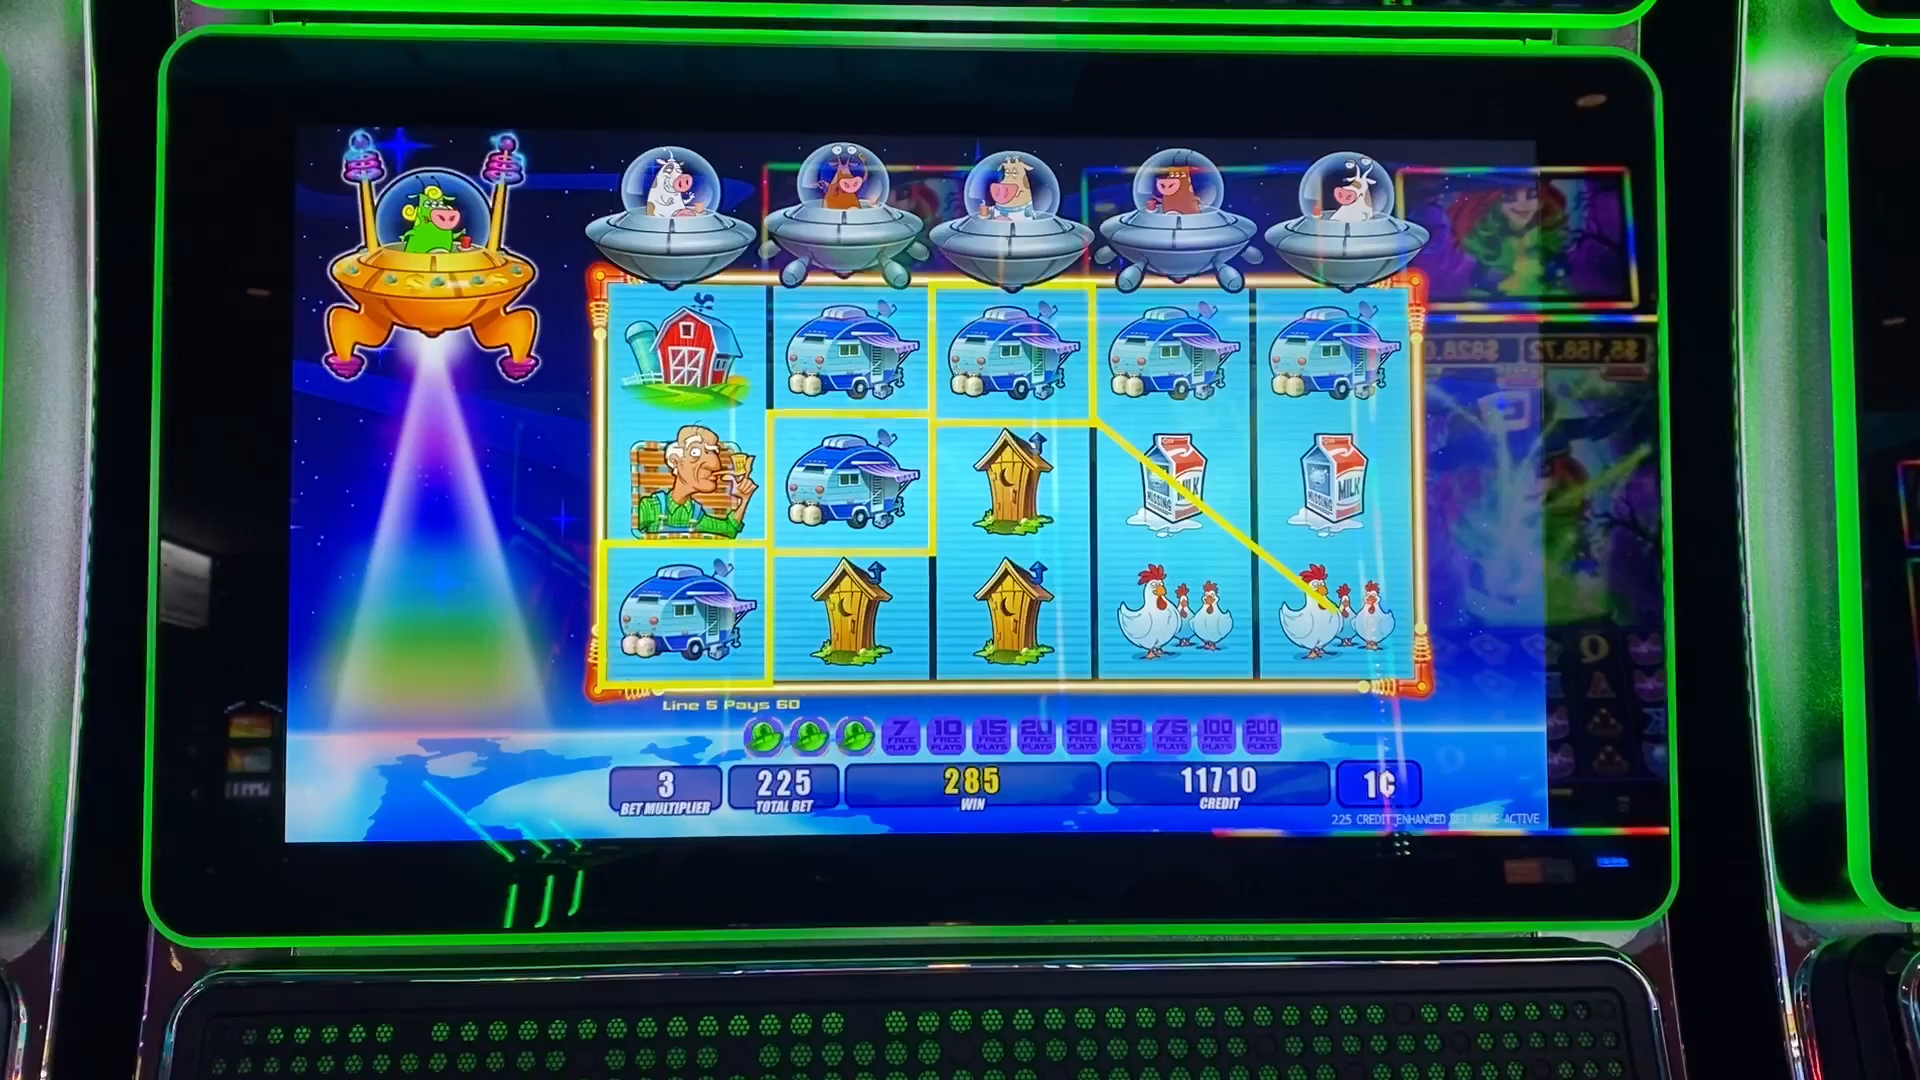 MISSING
MILK
MISSING
MILK
Line 5 Pays 60
7 FREE PLAYS
10 FREE PLAYS
15 FREE PLAYS
20 FREE PLAYS
30 FREE PLAYS
50 FREE PLAYS
75 FREE PLAYS
100 FREE PLAYS
200 FREE PLAYS
3
BET MULTIPLIER
225
TOTAL BET
285
WIN
11710
CREDIT
1¢
225 CREDIT ENHANCED BET GAME ACTIVE